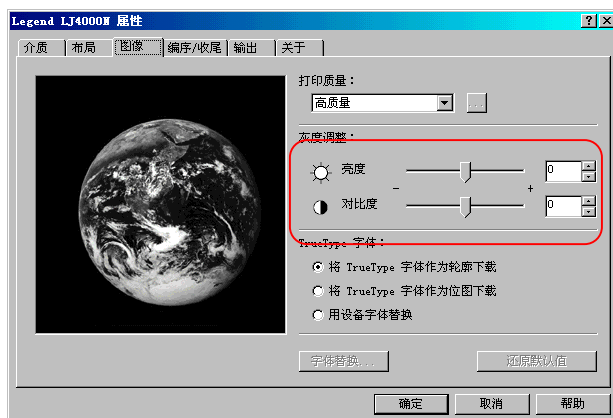 Legend LJ4000N 属性
介质 布局 图像 编序/收尾 输出 关于
打印质量：
高质量
...
灰度调整：
亮度
0
- +
对比度
0
TrueType 字体：
将 TrueType 字体作为轮廓下载
将 TrueType 字体作为位图下载
用设备字体替换
字体替换... 还原默认值
确定 取消 帮助